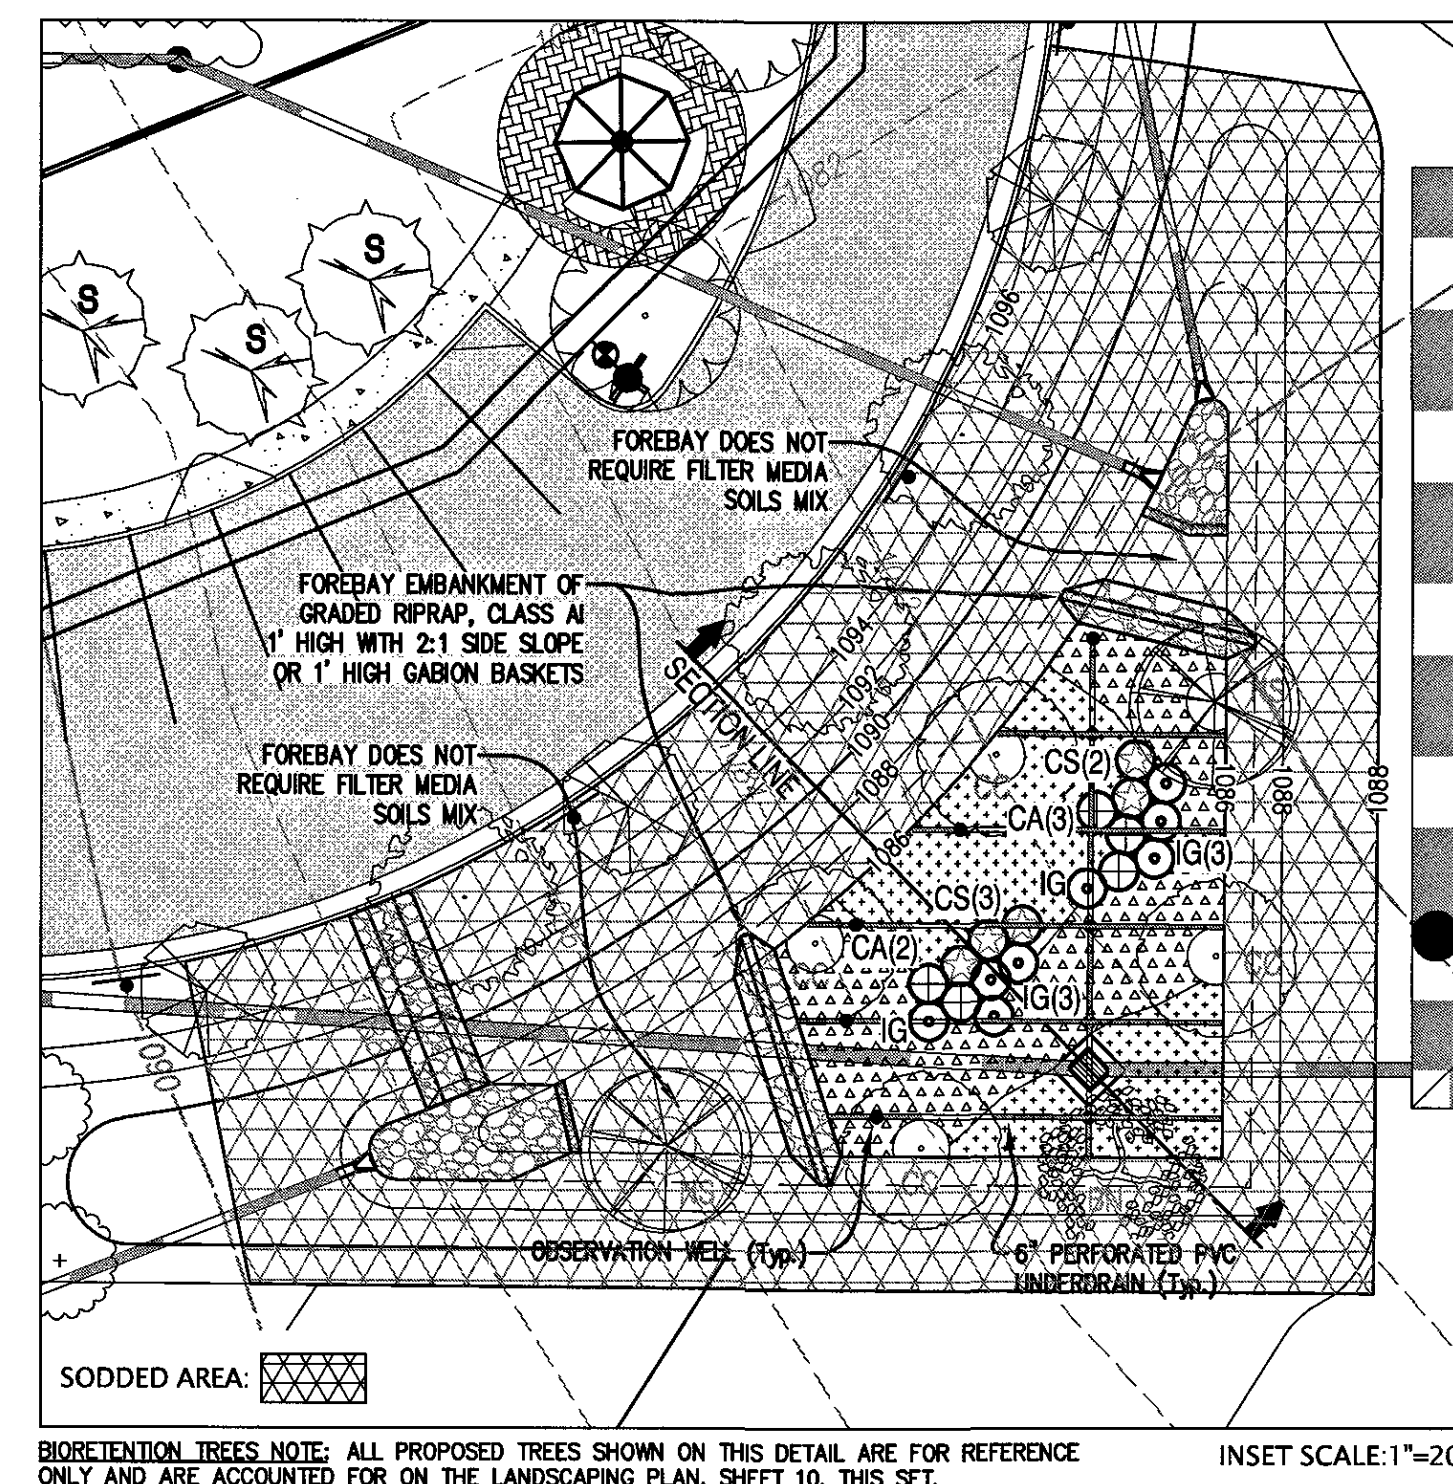 1082
S
S
S
1096
FOREBAY DOES NOT
REQUIRE FILTER MEDIA
SOILS MIX
FOREBAY EMBANKMENT OF
GRADED RIPRAP, CLASS AI
1' HIGH WITH 2:1 SIDE SLOPE
OR 1' HIGH GABION BASKETS
1094
1092
1090
1088
1086
SECTION LINE
FOREBAY DOES NOT
REQUIRE FILTER MEDIA
SOILS MIX
CS(2)
CA(3)
IG(3)
IG
1086
1088
1088
CS(3)
CA(2)
IG(3)
IG
1090
OBSERVATION WELL (Typ.)
6" PERFORATED PVC
UNDERDRAIN (Typ.)
SODDED AREA:
BIORETENTION TREES NOTE: ALL PROPOSED TREES SHOWN ON THIS DETAIL ARE FOR REFERENCE
ONLY AND ARE ACCOUNTED FOR ON THE LANDSCAPING PLAN, SHEET 10, THIS SET.
INSET SCALE:1"=20